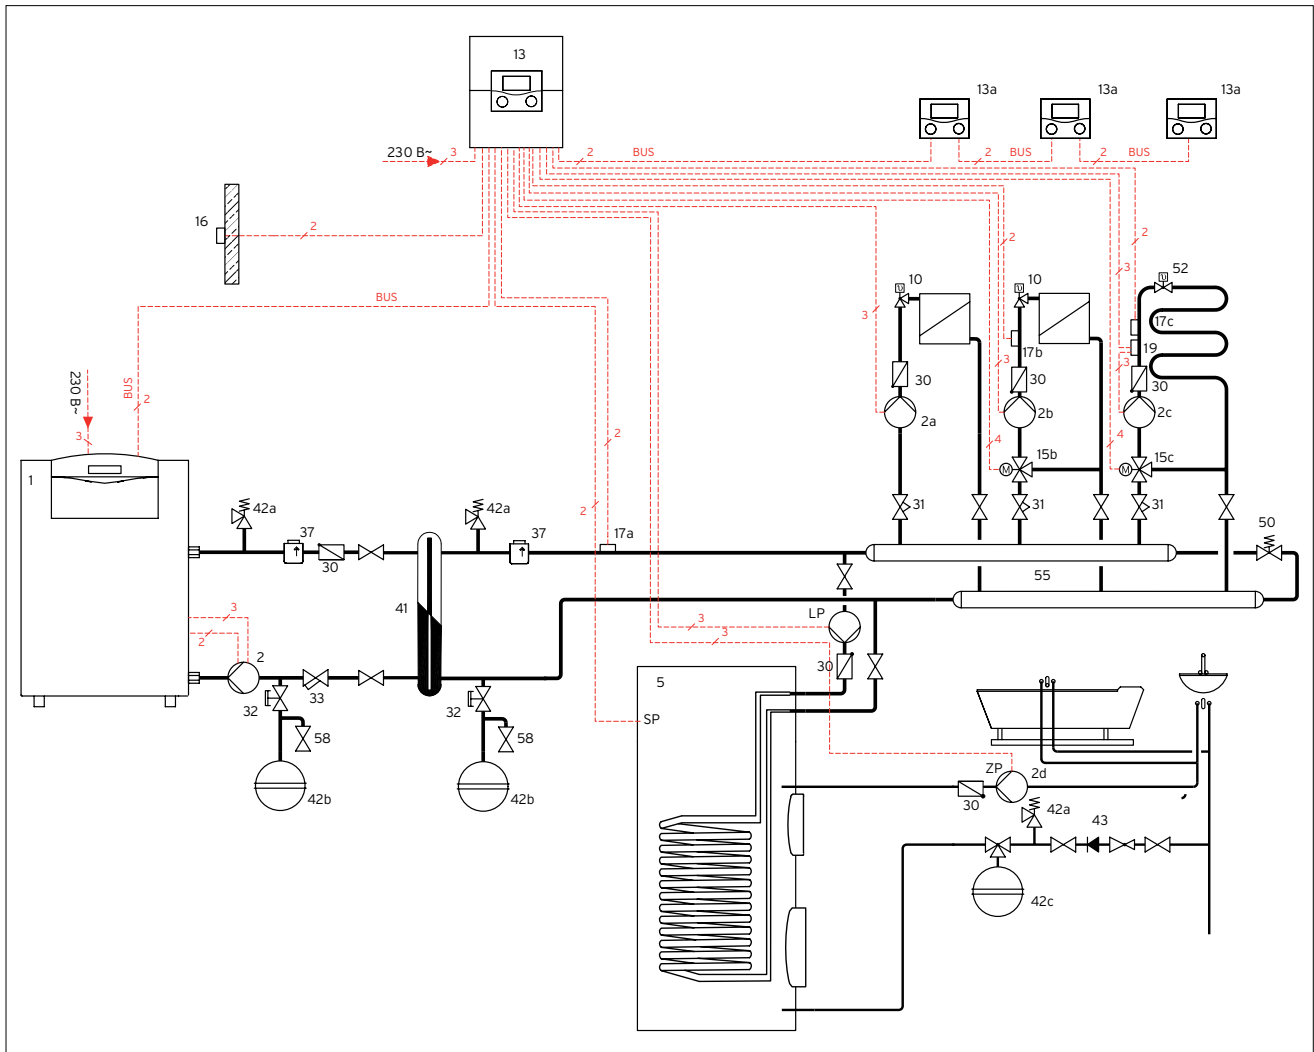 13
13a
13a
13a
230 В~
3
2
BUS
2
BUS
2
BUS
16
2
2
2
BUS
3
10
10
52
3
17c
17b
19
3
3
230 В~
BUS
2
30
30
30
2a
2b
2c
3
2
4
4
1
15b
15c
M
M
42a
42a
2
31
31
31
37
37
17a
50
30
55
41
3
LP
3
3
2
2
30
5
33
32
32
SP
58
58
ZP
2d
42b
42b
30
42a
43
42c